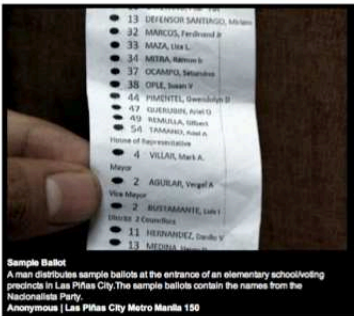 13 DEFENSOR SANTIAGO, Miriam
32 MARCOS, Ferdinand Jr
33 MAZA, Liza L.
34 MITRA, Ramon b
37 OCAMPO, Saturnino
38 OPLE, Susan V
44 PIMENTEL, Gwendolyn D
47 QUERUBIN, Ariel O
49 REMULLA, Gilbert
54 TAMANO, Adel A
House of Representative
4 VILLAR, Mark A.
Mayor
2 AGUILAR, Vergel A
Vice Mayor
2 BUSTAMANTE, Luis I
District 2 Councilors
11 HERNANDEZ, Danilo V
13 MEDINA
Sample Ballot
A man distributes sample ballots at the entrance of an elementary school/voting
precincts in Las Piñas City.The sample ballots contain the names from the
Nacionalista Party.
Anonymous | Las Piñas City Metro Manila 150